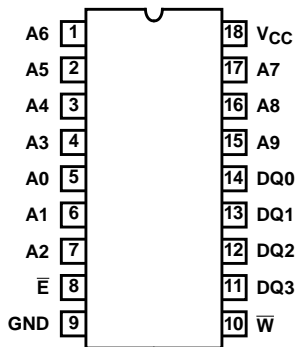 A6 1 18 VCC
A5 2 17 A7
A4 3 16 A8
A3 4 15 A9
A0 5 14 DQ0
A1 6 13 DQ1
A2 7 12 DQ2
E̅ 8 11 DQ3
GND 9 10 W̅